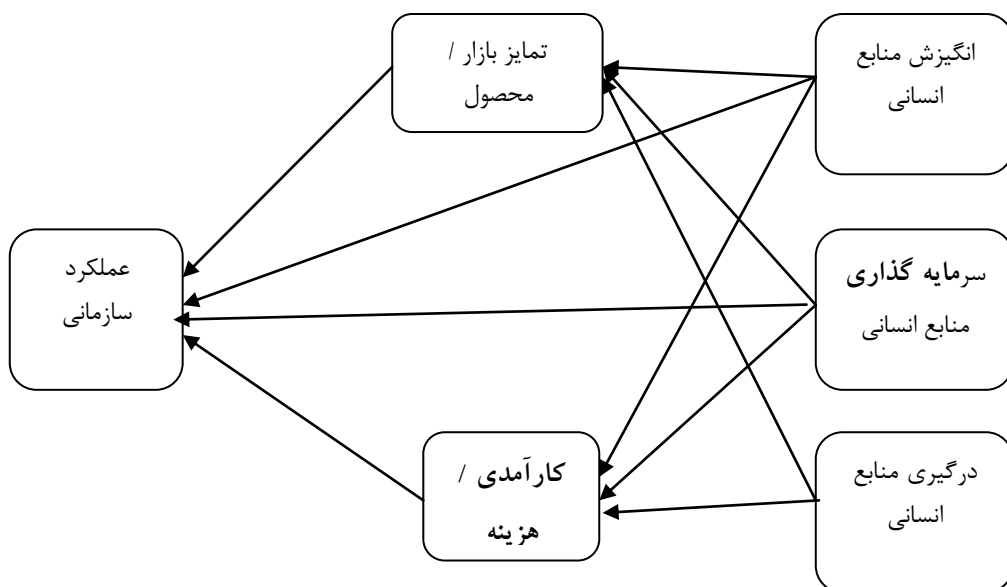 انگیزش منابع
انسانی
تمایز بازار /
محصول
سرمایه گذاری
منابع انسانی
عملکرد
سازمانی
درگیری منابع
انسانی
کارآمدی /
هزینه